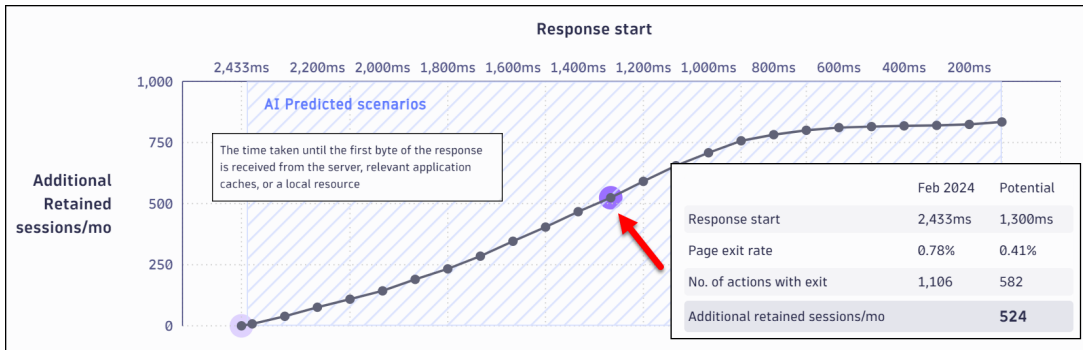 Response start
2,433ms 2,200ms 2,000ms 1,800ms 1,600ms 1,400ms 1,200ms 1,000ms 800ms 600ms 400ms 200ms
1,000
AI Predicted scenarios
750
The time taken until the first byte of the response
is received from the server, relevant application
caches, or a local resource
Additional
Retained
sessions/mo
500
250
0
Feb 2024 Potential
Response start 2,433ms 1,300ms
Page exit rate 0.78% 0.41%
No. of actions with exit 1,106 582
Additional retained sessions/mo 524